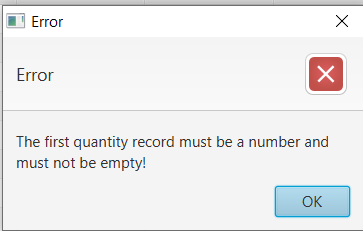 Error
Error
The first quantity record must be a number and
must not be empty!
OK